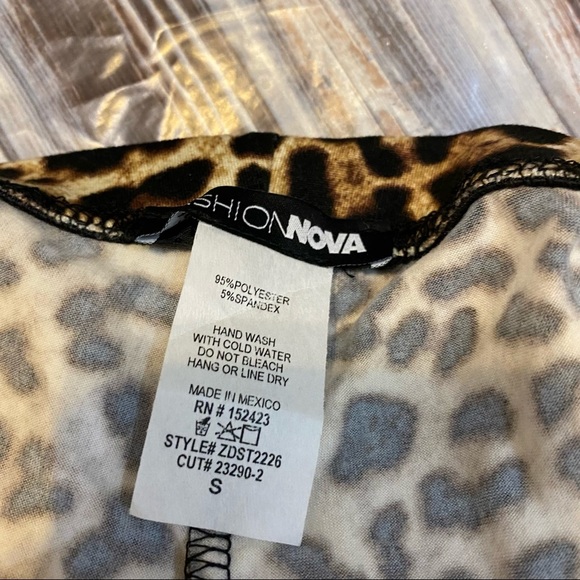 SHIONNOVA
95%POLYESTER
5%SPANDEX
HAND WASH
WITH COLD WATER
DO NOT BLEACH
HANG OR LINE DRY
MADE IN MEXICO
RN # 152423
STYLE# ZDST2226
CUT# 23290-2
S